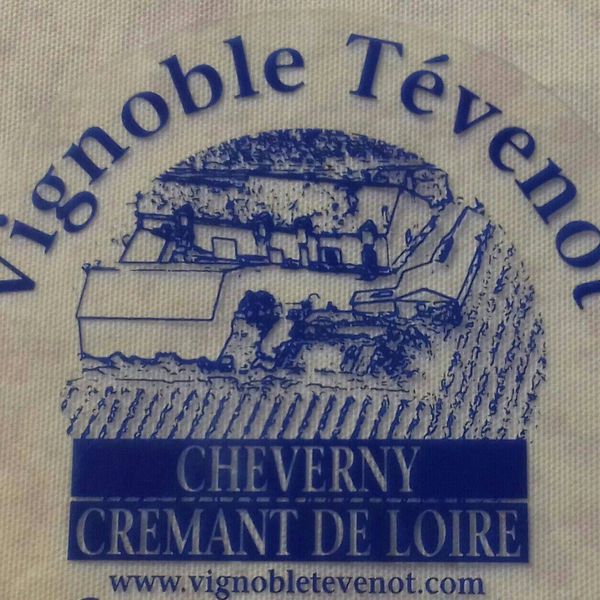 Vignoble Tévenot
CHEVERNY
CREMANT DE LOIRE
www.vignobletevenot.com